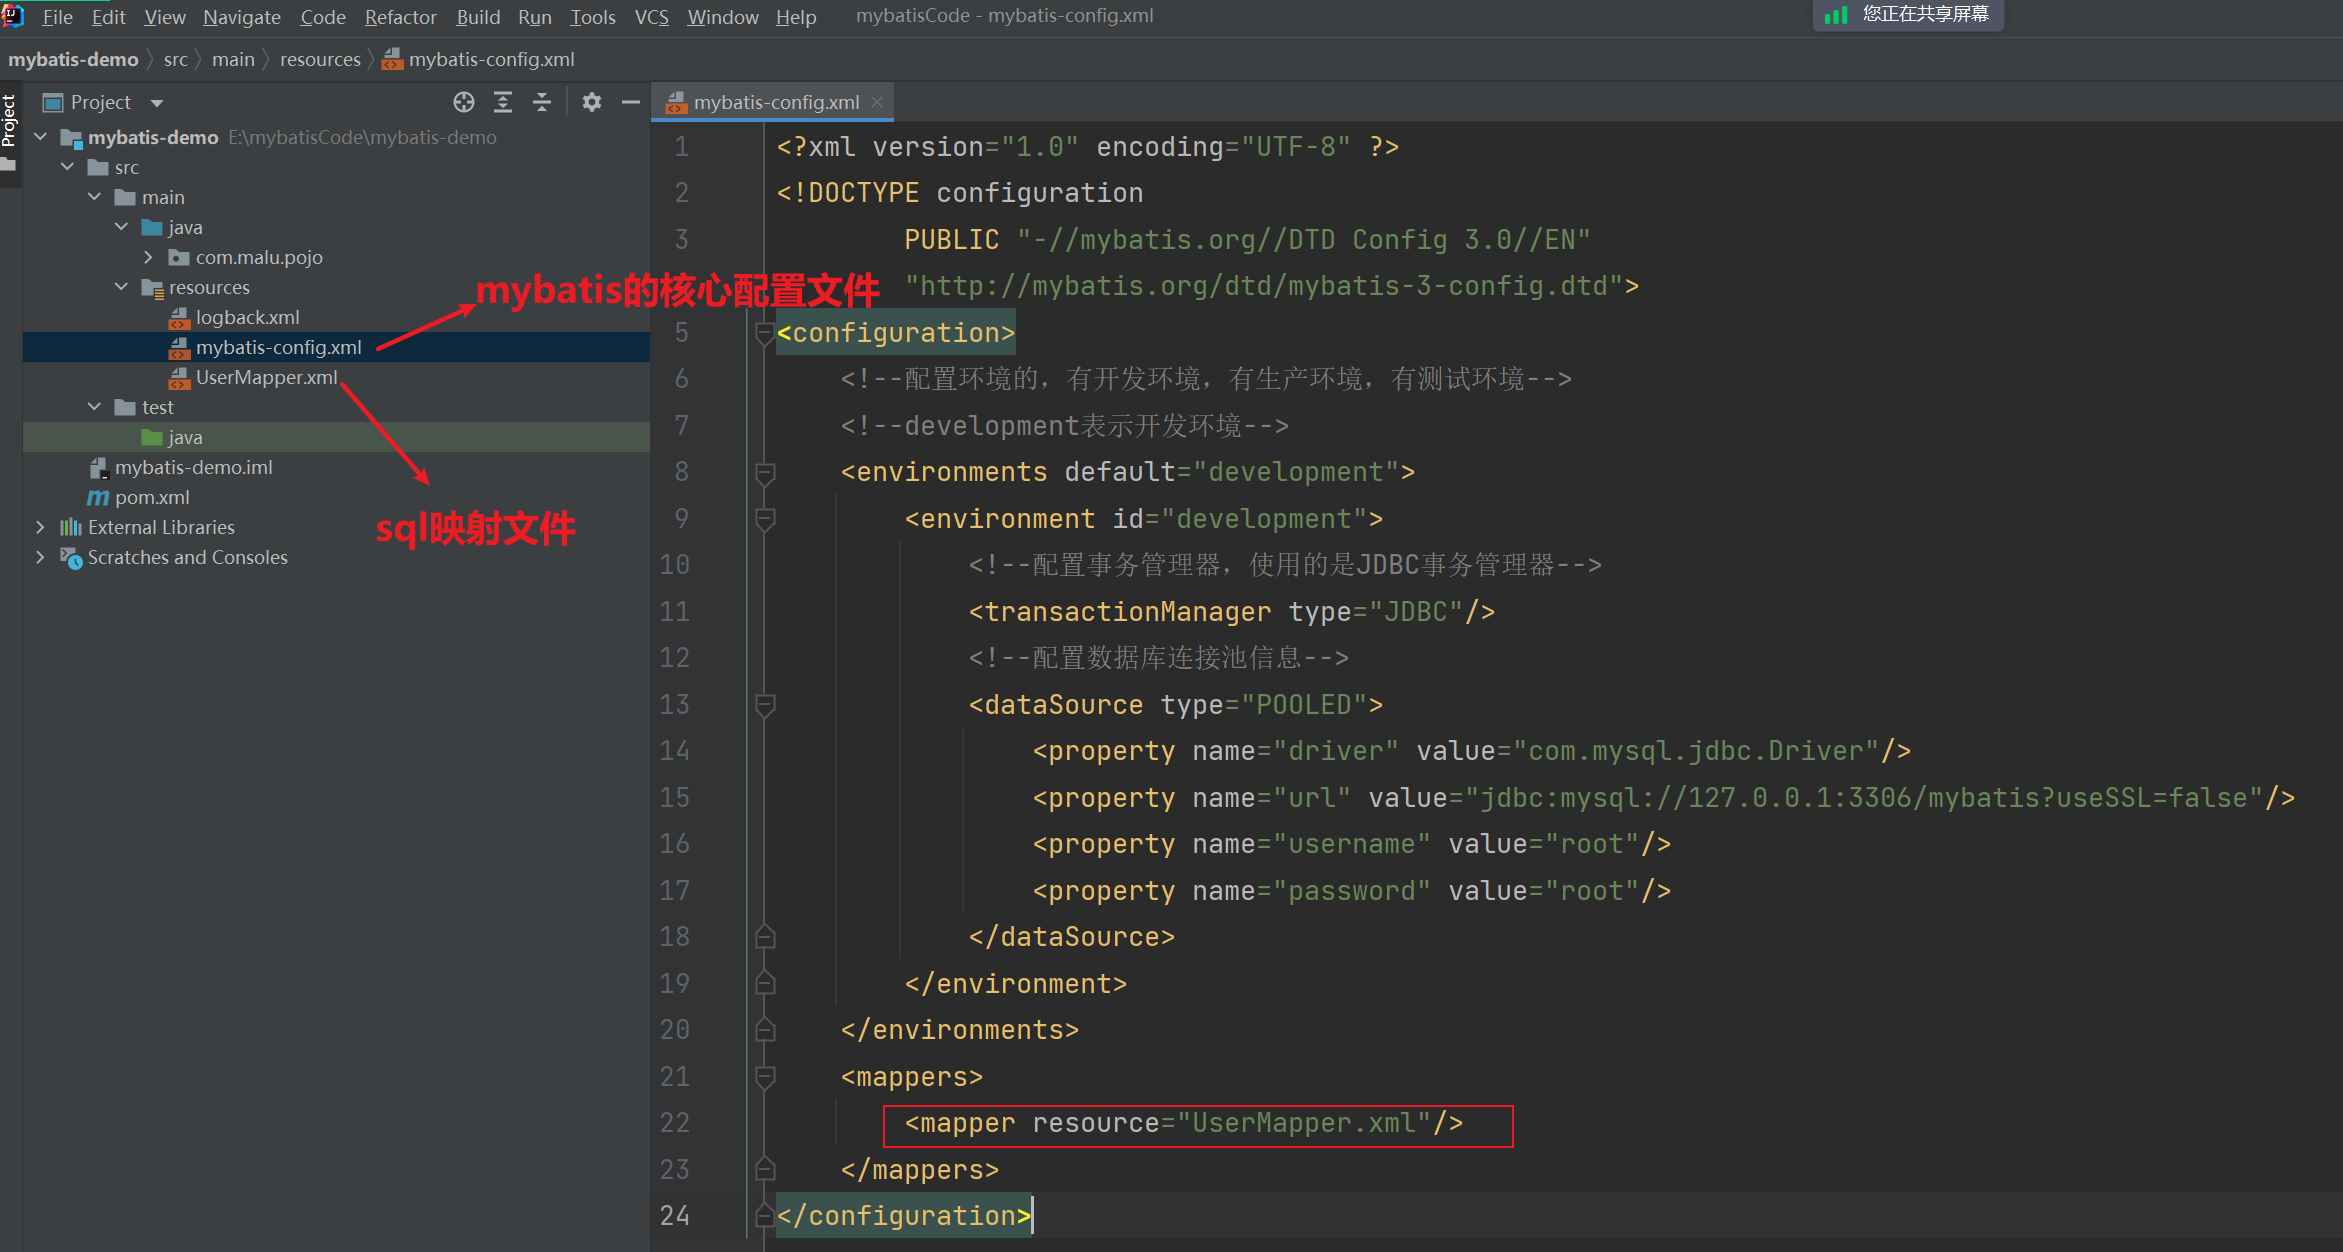 File Edit View Navigate Code Refactor Build Run Tools VCS Window Help mybatisCode - mybatis-config.xml 您正在共享屏幕
mybatis-demo src main resources mybatis-config.xml
Project
Project
mybatis-demo E:\mybatisCode\mybatis-demo
src
main
java
com.malu.pojo
resources
logback.xml
mybatis-config.xml
UserMapper.xml
test
java
mybatis-demo.iml
pom.xml
External Libraries
Scratches and Consoles
mybatis的核心配置文件
sql映射文件
mybatis-config.xml
1 <?xml version="1.0" encoding="UTF-8" ?>
2 <!DOCTYPE configuration
3 PUBLIC "-//mybatis.org//DTD Config 3.0//EN"
"http://mybatis.org/dtd/mybatis-3-config.dtd">
5 <configuration>
6 <!--配置环境的，有开发环境，有生产环境，有测试环境-->
7 <!--development表示开发环境-->
8 <environments default="development">
9 <environment id="development">
10 <!--配置事务管理器，使用的是JDBC事务管理器-->
11 <transactionManager type="JDBC"/>
12 <!--配置数据库连接池信息-->
13 <dataSource type="POOLED">
14 <property name="driver" value="com.mysql.jdbc.Driver"/>
15 <property name="url" value="jdbc:mysql://127.0.0.1:3306/mybatis?useSSL=false"/>
16 <property name="username" value="root"/>
17 <property name="password" value="root"/>
18 </dataSource>
19 </environment>
20 </environments>
21 <mappers>
22 <mapper resource="UserMapper.xml"/>
23 </mappers>
24 </configuration>